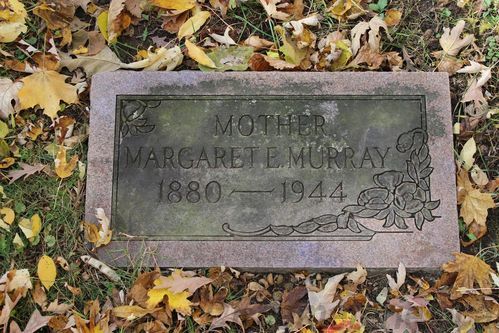 MOTHER
MARGARET E. MURRAY
1880 — 1944